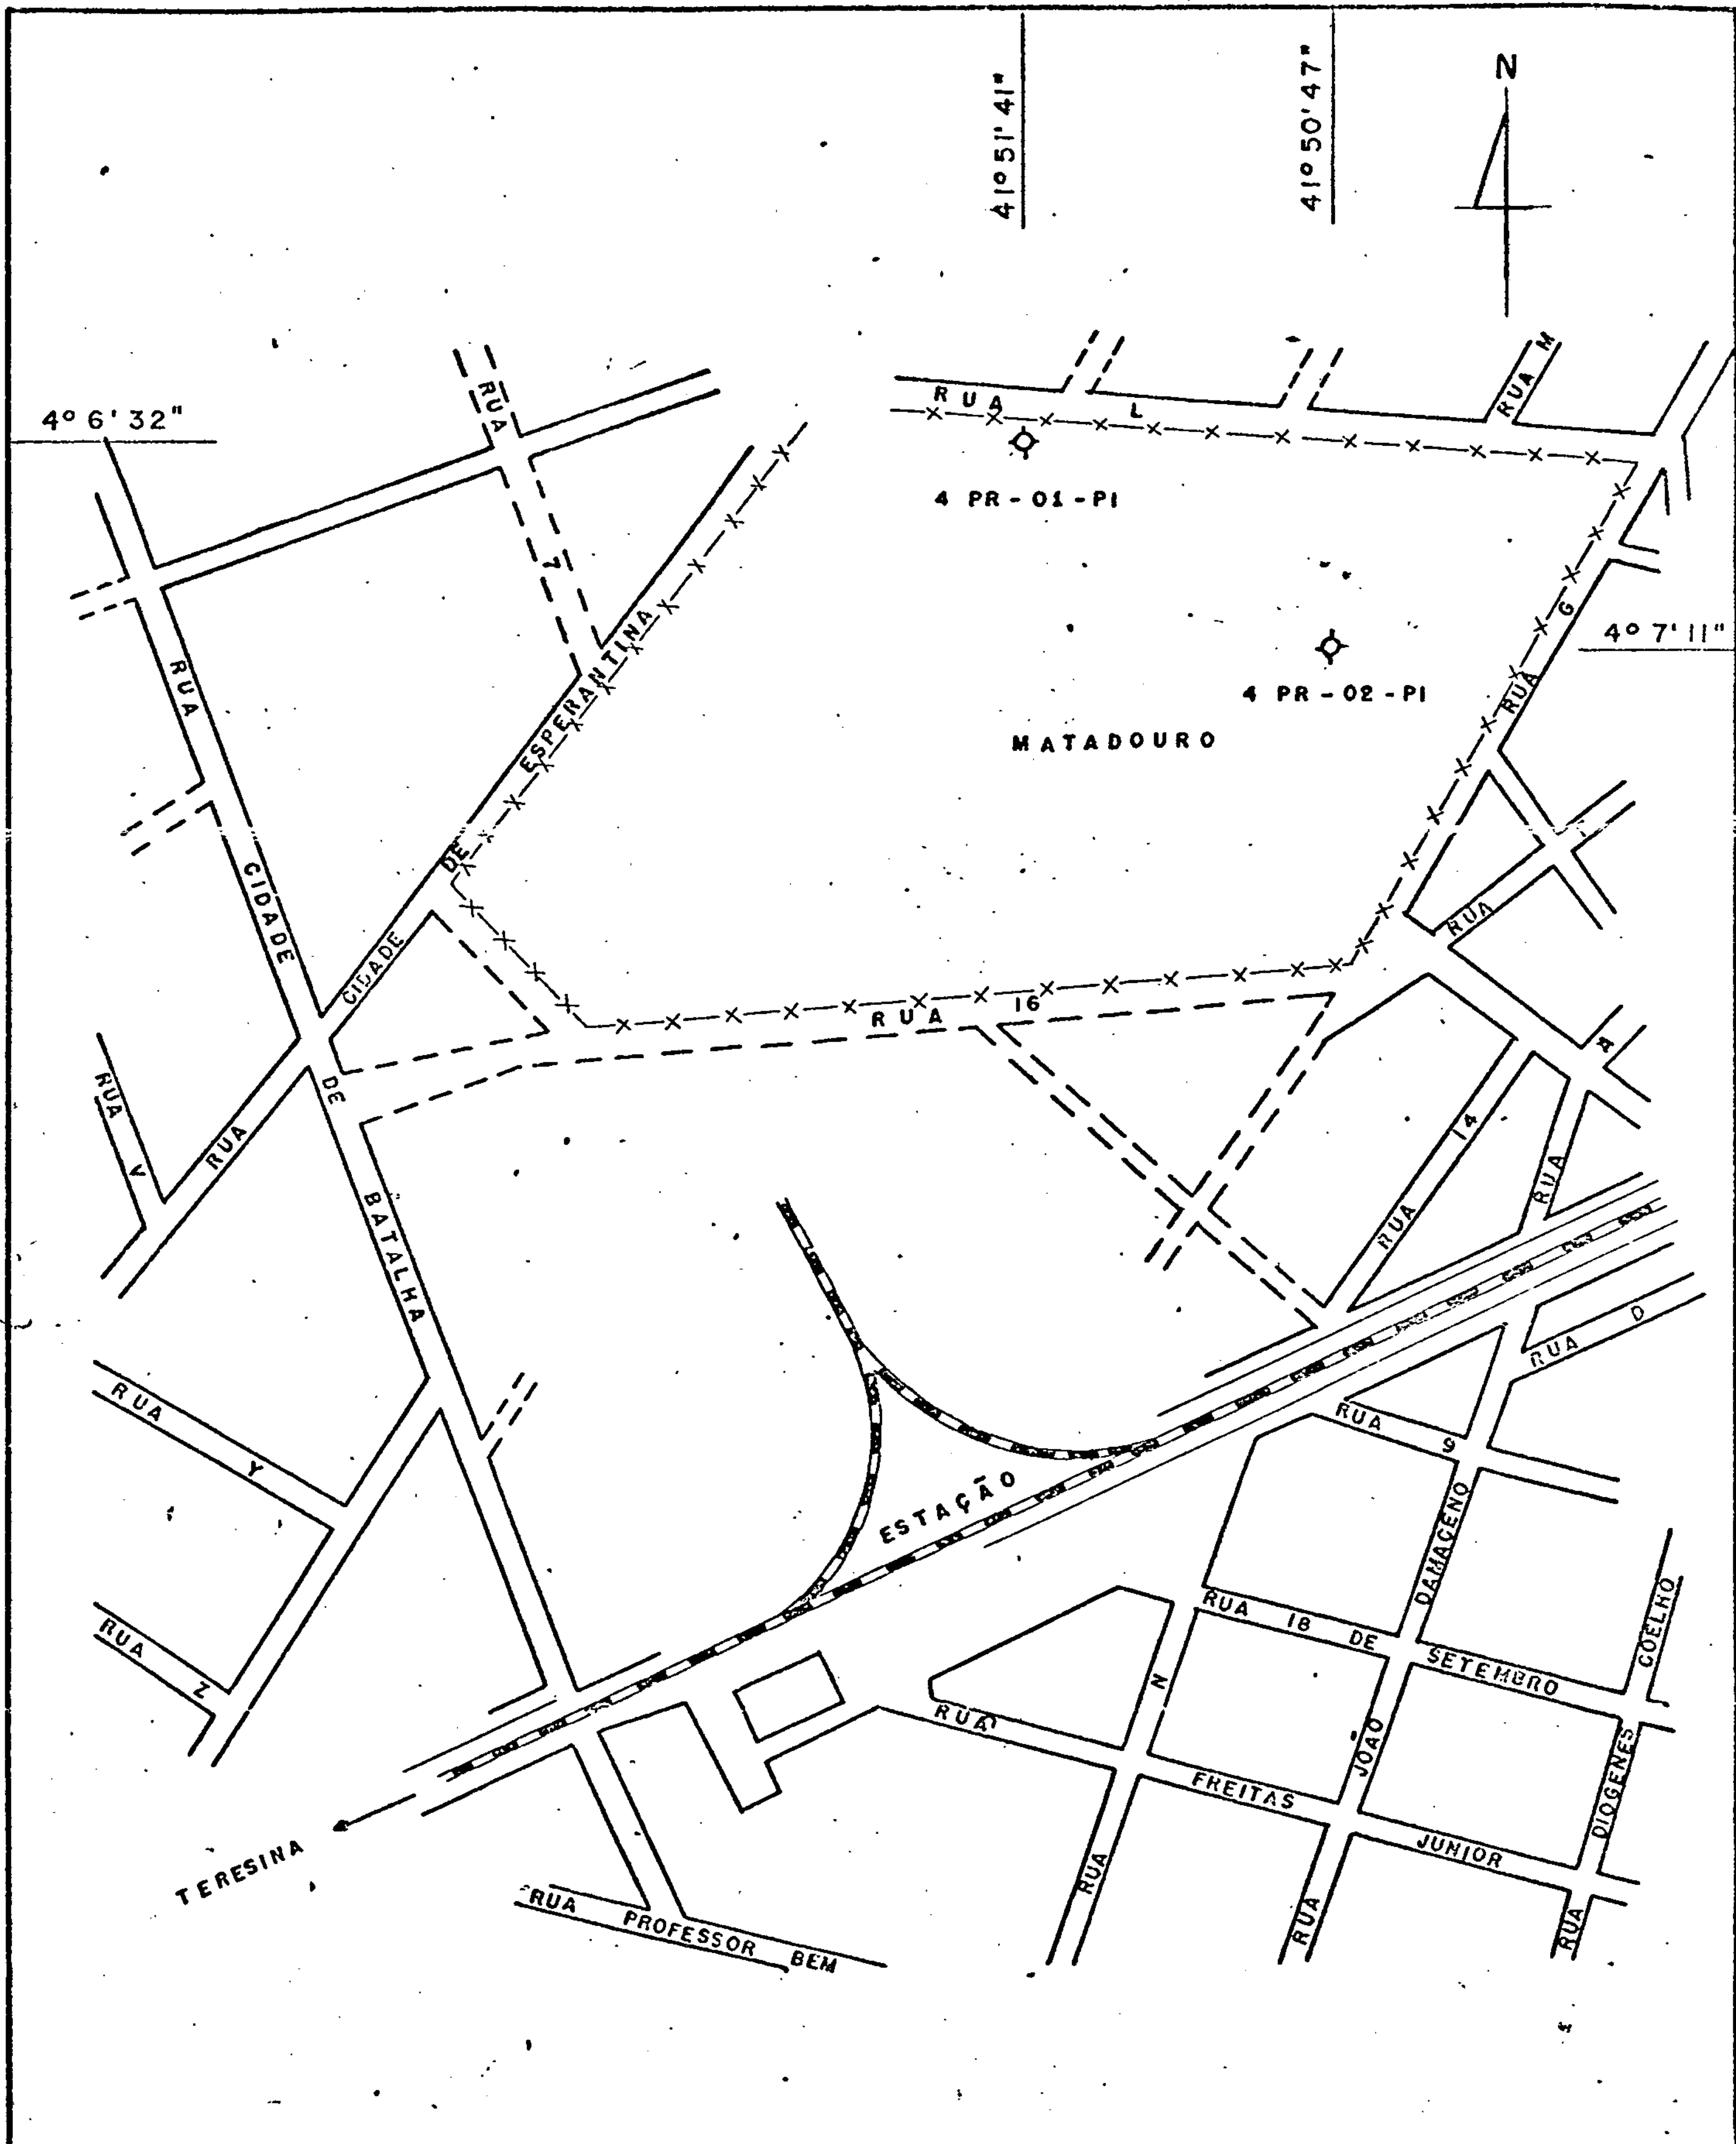 41° 51' 41"
41° 50' 47"
N
4° 6' 32"
RUA 7
RUA L
RUA M
4 PR - 01 - PI
4° 7' 11"
4 PR - 02 - PI
MATADOURO
RUA G
RUA CIDADE DE BATALHA
RUA CIDADE DE ESPERANTINA
RUA 16
RUA A
RUA V
RUA 14
RUA
RUA D
RUA Y
RUA 9
ESTAÇÃO
RUA Z
RUA 18 DE SETEMBRO
RUA JOAO DAMACENO
RUA DIOGENES COELHO
RUA N
RUA FREITAS JUNIOR
TERESINA
RUA PROFESSOR BEM